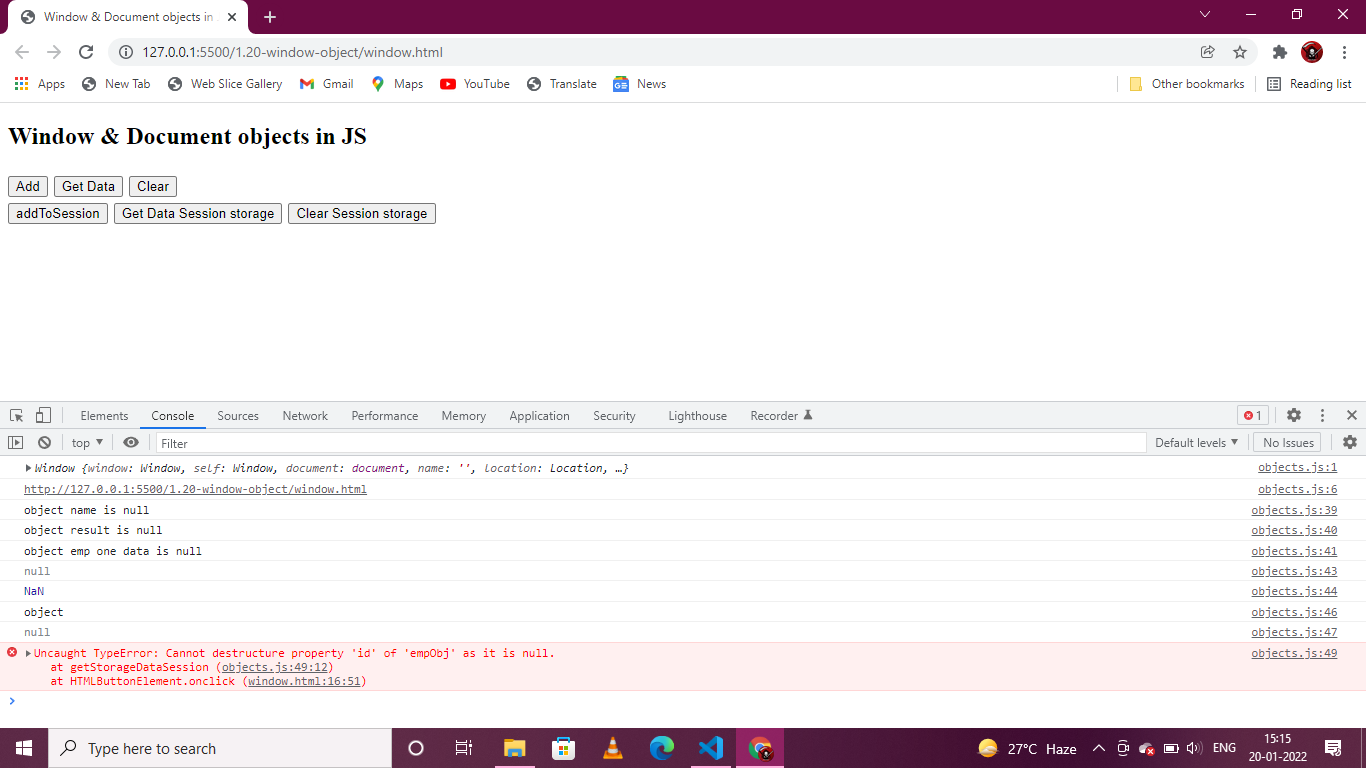 Window & Document objects in
127.0.0.1:5500/1.20-window-object/window.html
Apps New Tab Web Slice Gallery Gmail Maps YouTube Translate News Other bookmarks Reading list
Window & Document objects in JS
Add Get Data Clear
addToSession Get Data Session storage Clear Session storage
Elements Console Sources Network Performance Memory Application Security Lighthouse Recorder 1
top Filter Default levels No Issues
Window {window: Window, self: Window, document: document, name: '', location: Location, …} objects.js:1
http://127.0.0.1:5500/1.20-window-object/window.html objects.js:6
object name is null objects.js:39
object result is null objects.js:40
object emp one data is null objects.js:41
null objects.js:43
NaN objects.js:44
object objects.js:46
null objects.js:47
Uncaught TypeError: Cannot destructure property 'id' of 'empObj' as it is null. objects.js:49
at getStorageDataSession (objects.js:49:12)
at HTMLButtonElement.onclick (window.html:16:51)
Type here to search 27°C Haze ENG 15:15
20-01-2022